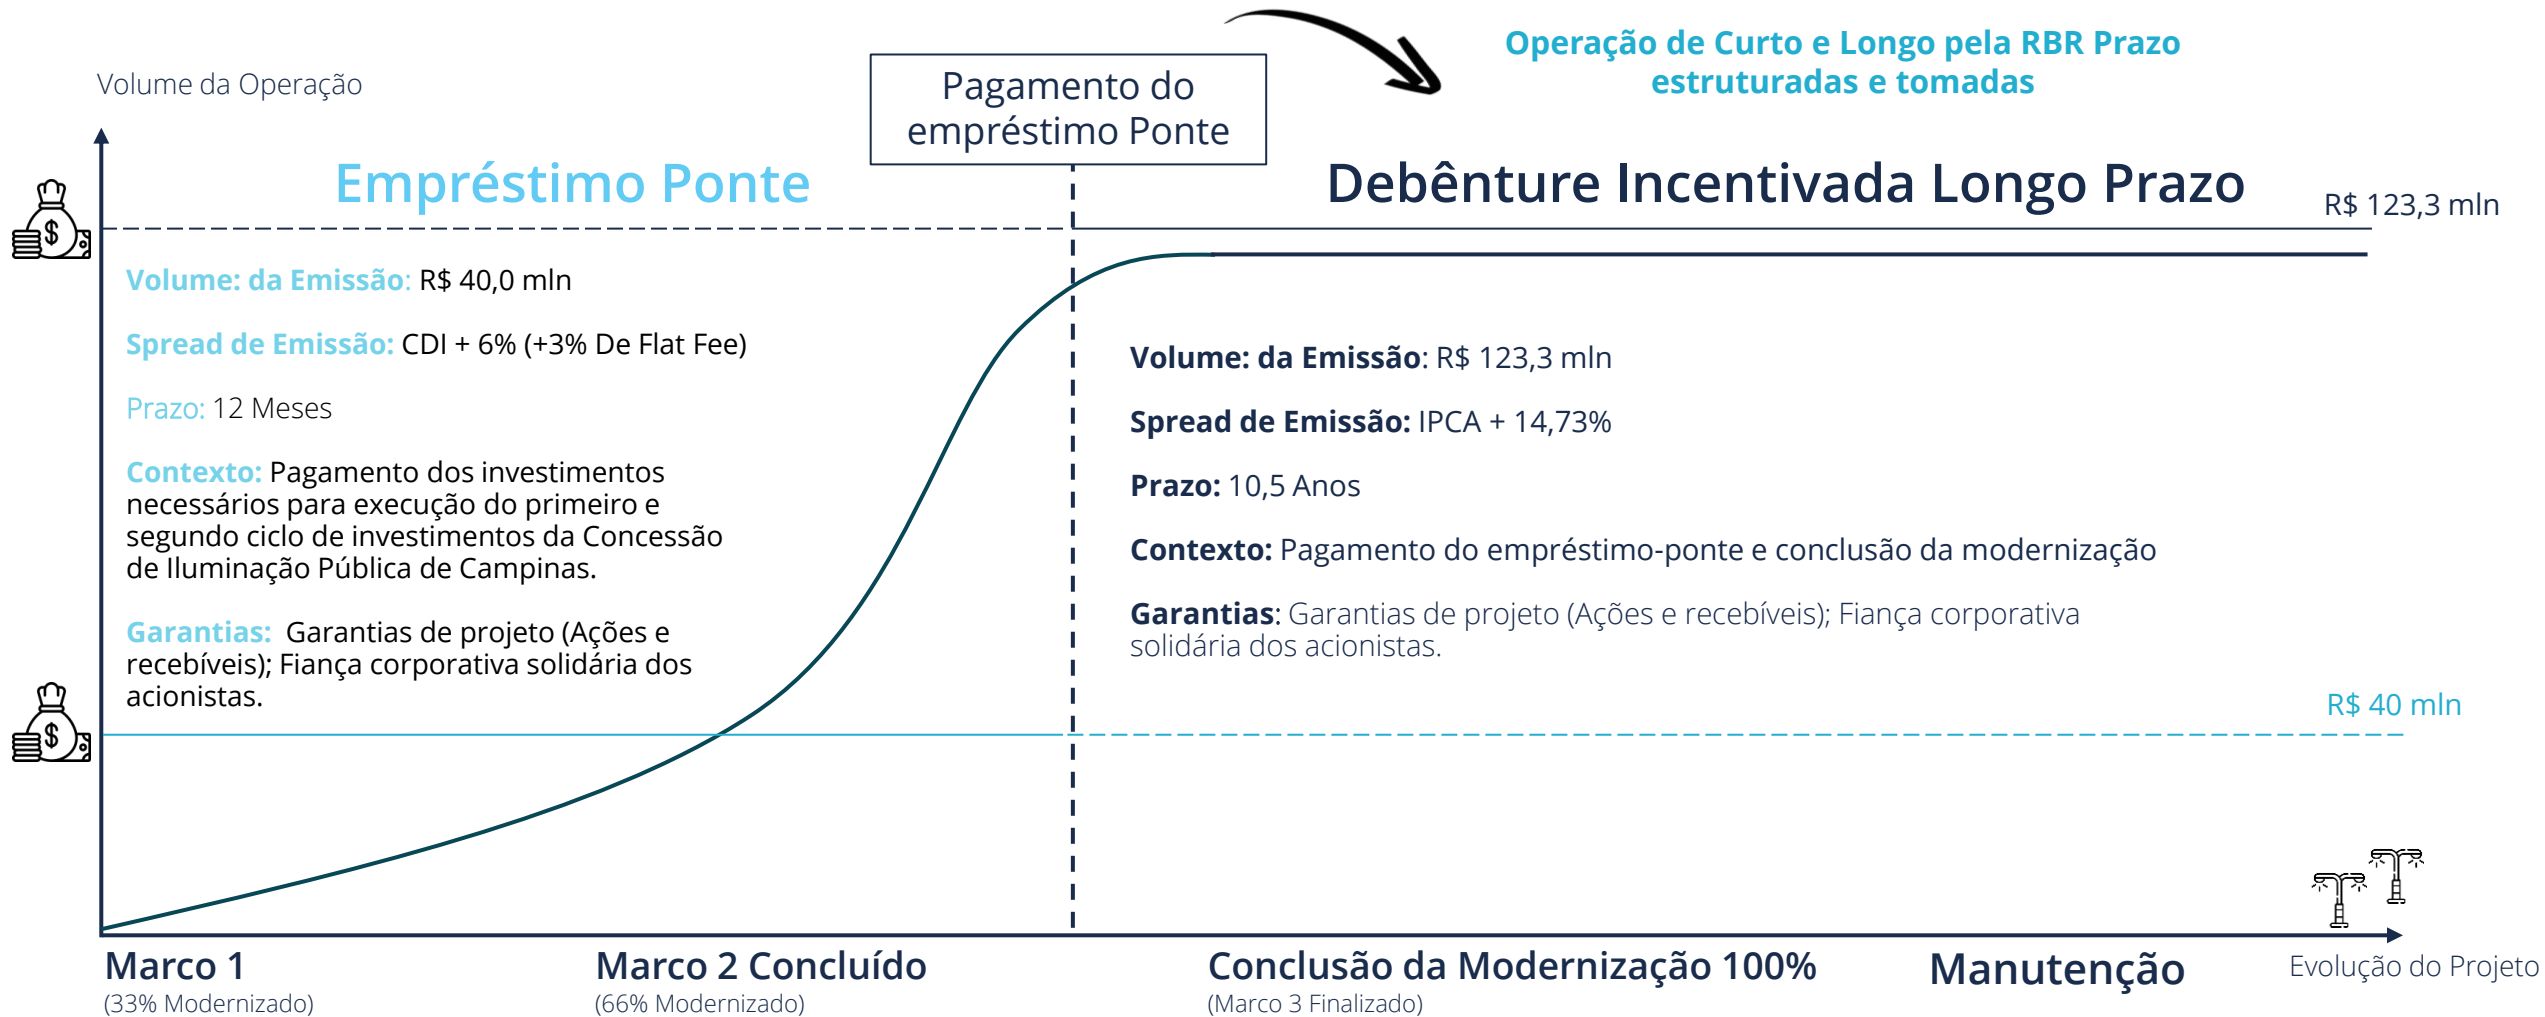 Operação de Curto e Longo pela RBR Prazo
estruturadas e tomadas
Volume da Operação
Pagamento do
empréstimo Ponte
Empréstimo Ponte
Debênture Incentivada Longo Prazo
R$ 123,3 mln
Volume: da Emissão: R$ 40,0 mln
Spread de Emissão: CDI + 6% (+3% De Flat Fee)
Prazo: 12 Meses
Contexto: Pagamento dos investimentos
necessários para execução do primeiro e
segundo ciclo de investimentos da Concessão
de Iluminação Pública de Campinas.
Garantias: Garantias de projeto (Ações e
recebíveis); Fiança corporativa solidária dos
acionistas.
Volume: da Emissão: R$ 123,3 mln
Spread de Emissão: IPCA + 14,73%
Prazo: 10,5 Anos
Contexto: Pagamento do empréstimo-ponte e conclusão da modernização
Garantias: Garantias de projeto (Ações e recebíveis); Fiança corporativa
solidária dos acionistas.
R$ 40 mln
Marco 1
(33% Modernizado)
Marco 2 Concluído
(66% Modernizado)
Conclusão da Modernização 100%
(Marco 3 Finalizado)
Manutenção
Evolução do Projeto